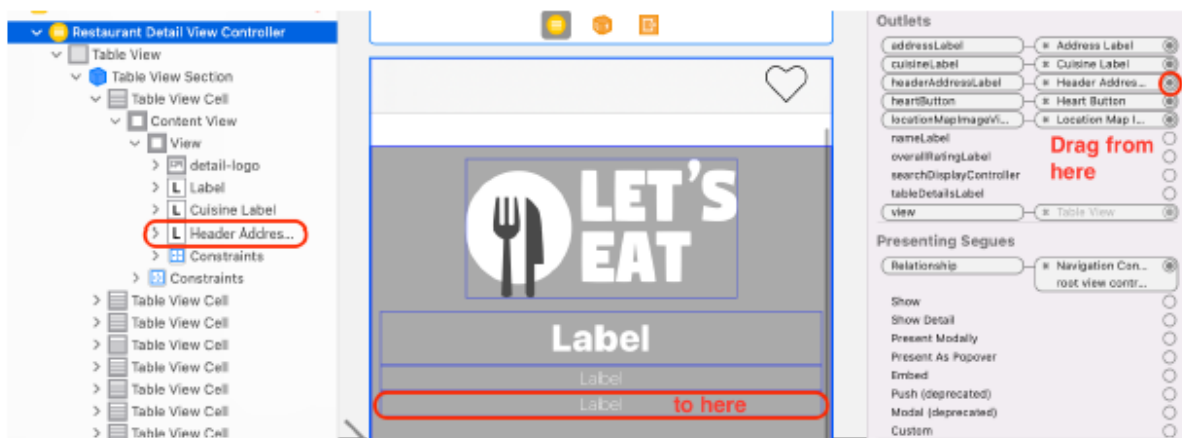 Restaurant Detail View Controller
Table View
Table View Section
Table View Cell
Content View
View
detail-logo
L Label
L Cuisine Label
L Header Addres...
Constraints
Constraints
Table View Cell
Table View Cell
Table View Cell
Table View Cell
Table View Cell
Table View Cell
Table View Cell
LET'S
EAT
Label
Label
Label to here
Outlets
addressLabel Address Label
cuisineLabel Cuisine Label
headerAddressLabel Header Addres...
heartButton Heart Button
locationMapImageVi... Location Map I...
nameLabel
overallRatingLabel
searchDisplayController
tableDetailsLabel
Drag from
here
view Table View
Presenting Segues
Relationship Navigation Con...
root view contr...
Show
Show Detail
Present Modally
Present As Popover
Embed
Push (deprecated)
Modal (deprecated)
Custom